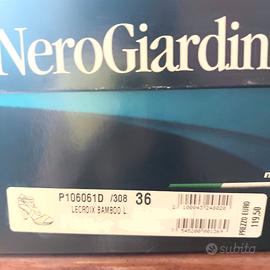 NeroGiardin
P106061D /308 36
LECROIX BAMBOO L
PREZZO EURO
119,50
subito